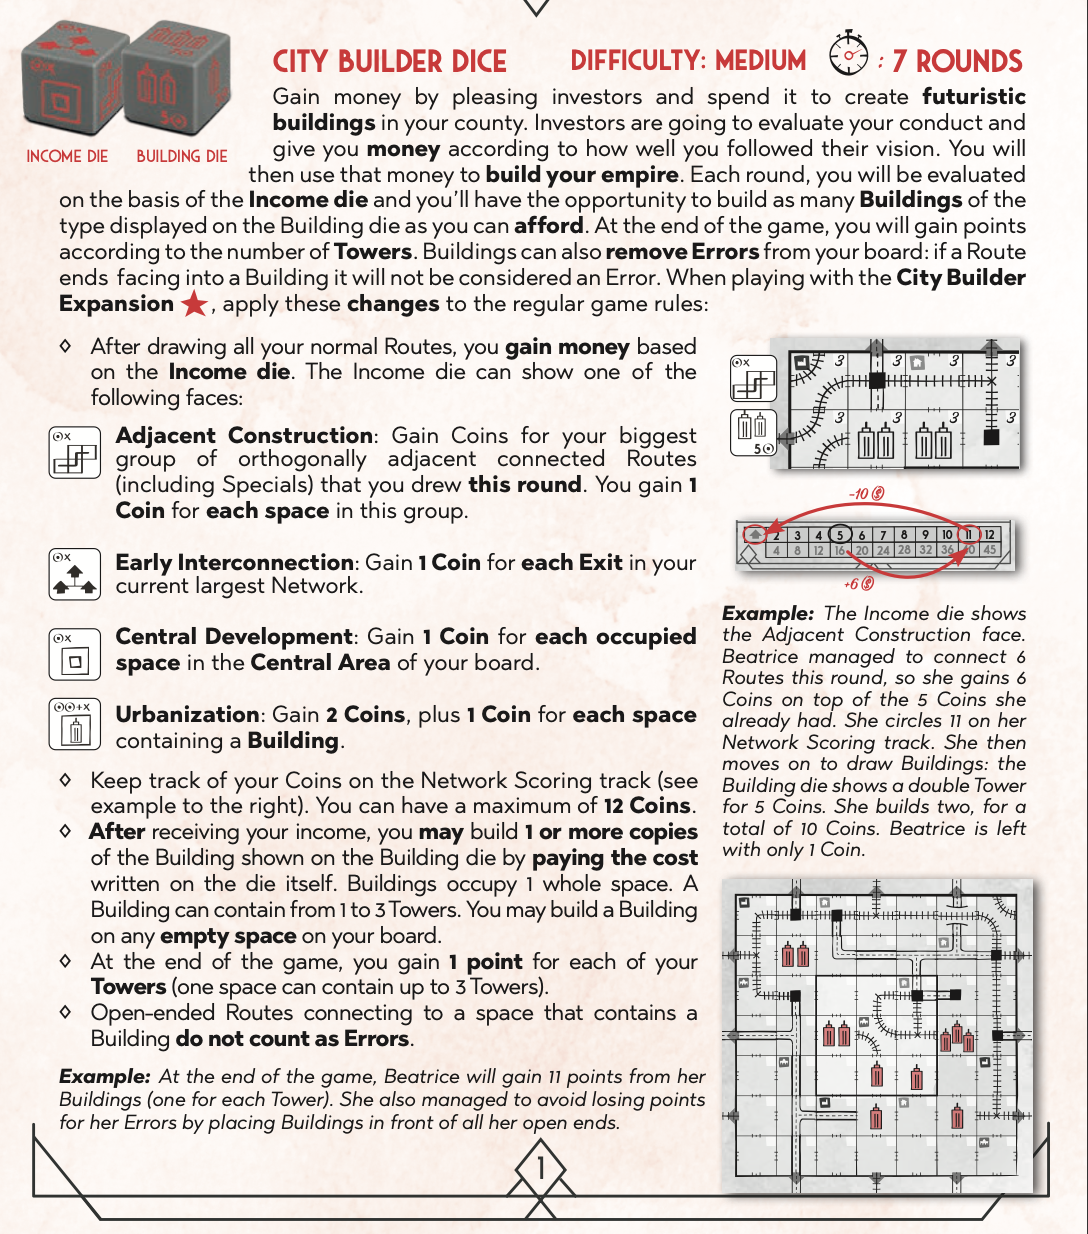 CITY BUILDER DICE
DIFFICULTY: MEDIUM : 7 ROUNDS
INCOME DIE BUILDING DIE
Gain money by pleasing investors and spend it to create futuristic
buildings in your county. Investors are going to evaluate your conduct and
give you money according to how well you followed their vision. You will
then use that money to build your empire. Each round, you will be evaluated
on the basis of the Income die and you'll have the opportunity to build as many Buildings of the
type displayed on the Building die as you can afford. At the end of the game, you will gain points
according to the number of Towers. Buildings can also remove Errors from your board: if a Route
ends facing into a Building it will not be considered an Error. When playing with the City Builder
Expansion ★, apply these changes to the regular game rules:
◊ After drawing all your normal Routes, you gain money based
on the Income die. The Income die can show one of the
following faces:
Adjacent Construction: Gain Coins for your biggest
group of orthogonally adjacent connected Routes
(including Specials) that you drew this round. You gain 1
Coin for each space in this group.
Early Interconnection: Gain 1 Coin for each Exit in your
current largest Network.
Central Development: Gain 1 Coin for each occupied
space in the Central Area of your board.
Urbanization: Gain 2 Coins, plus 1 Coin for each space
containing a Building.
◊ Keep track of your Coins on the Network Scoring track (see
example to the right). You can have a maximum of 12 Coins.
◊ After receiving your income, you may build 1 or more copies
of the Building shown on the Building die by paying the cost
written on the die itself. Buildings occupy 1 whole space. A
Building can contain from 1 to 3 Towers. You may build a Building
on any empty space on your board.
◊ At the end of the game, you gain 1 point for each of your
Towers (one space can contain up to 3 Towers).
◊ Open-ended Routes connecting to a space that contains a
Building do not count as Errors.
Example: At the end of the game, Beatrice will gain 11 points from her
Buildings (one for each Tower). She also managed to avoid losing points
for her Errors by placing Buildings in front of all her open ends.
3 3 3 3
3 3 3 3
5
-10
2 3 4 5 6 7 8 9 10 11 12
4 8 12 16 20 24 28 32 36 40 45
+6
Example: The Income die shows
the Adjacent Construction face.
Beatrice managed to connect 6
Routes this round, so she gains 6
Coins on top of the 5 Coins she
already had. She circles 11 on her
Network Scoring track. She then
moves on to draw Buildings: the
Building die shows a double Tower
for 5 Coins. She builds two, for a
total of 10 Coins. Beatrice is left
with only 1 Coin.
1